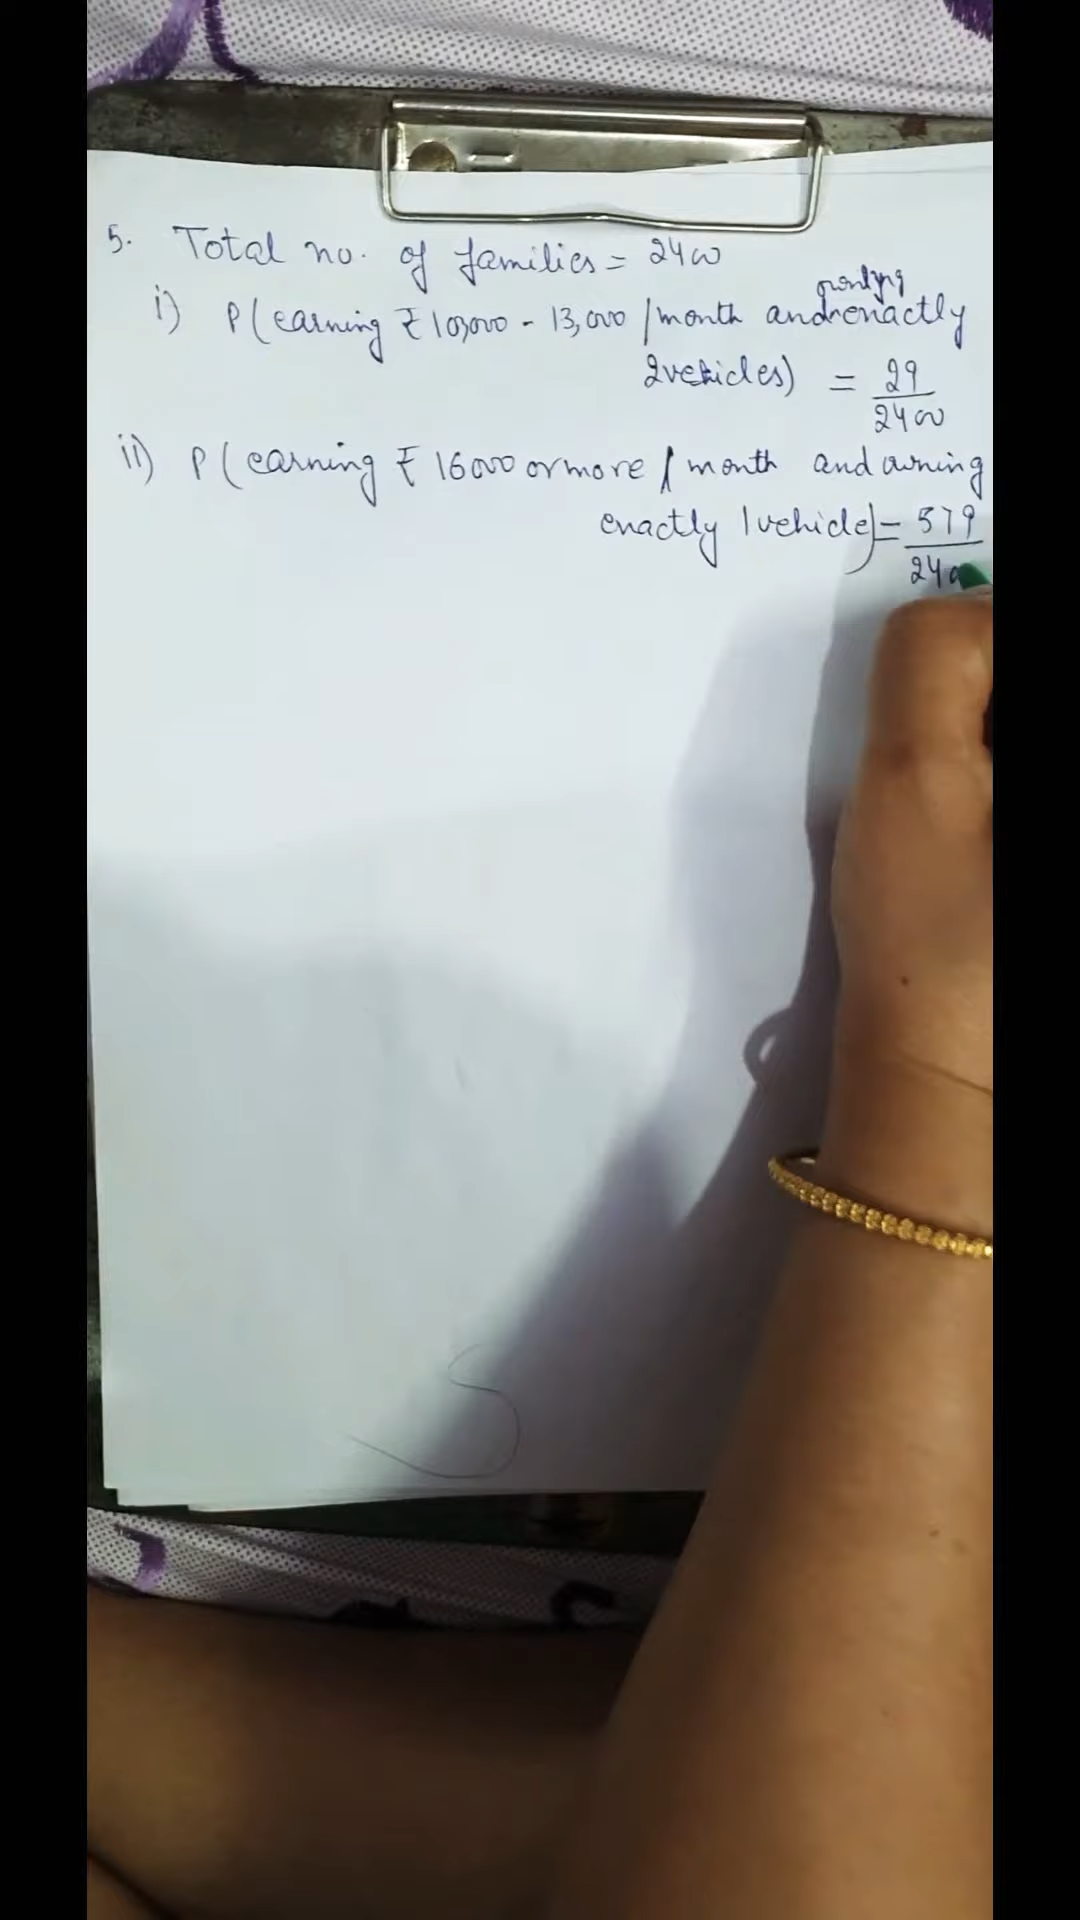 5. Total no. of families = 2400
i) P(earning ₹10,000 - 13,000 /month and owning exactly
2vehicles) = 29/2400
ii) P(earning ₹ 16000 or more / month and owning
exactly 1vehicle) = 579/240